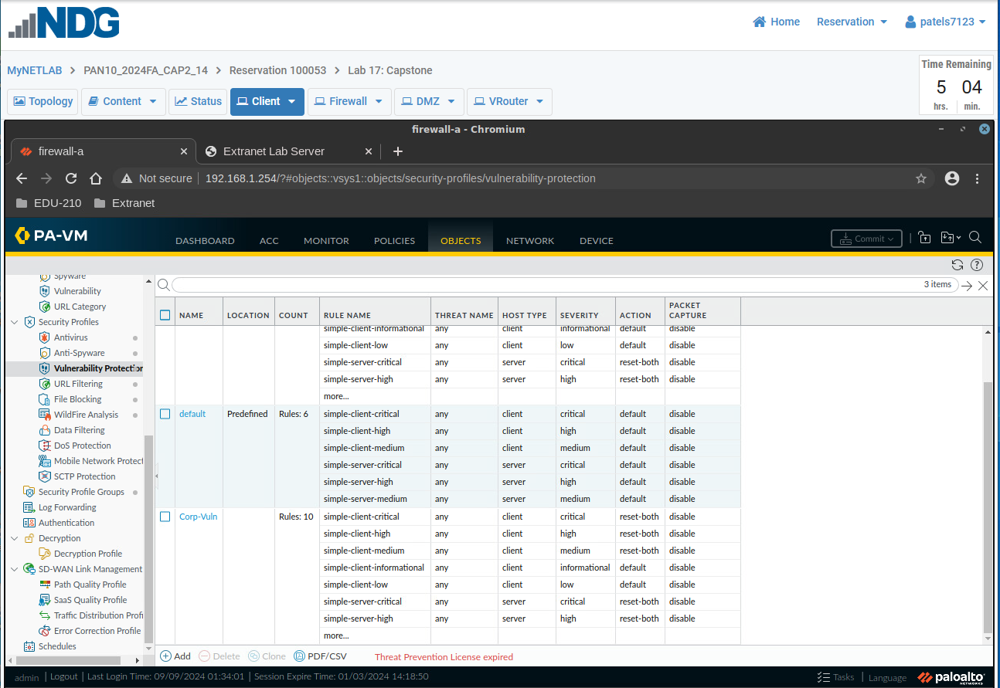 NDG
Home Reservation patels7123
MyNETLAB > PAN10_2024FA_CAP2_14 > Reservation 100053 > Lab 17: Capstone
Time Remaining
5 04
hrs. min.
Topology Content Status Client Firewall DMZ VRouter
firewall-a - Chromium
firewall-a Extranet Lab Server
Not secure 192.168.1.254/?#objects::vsys1::objects/security-profiles/vulnerability-protection
EDU-210 Extranet
PA-VM DASHBOARD ACC MONITOR POLICIES OBJECTS NETWORK DEVICE Commit
Spyware
Vulnerability
URL Category
Security Profiles
Antivirus
Anti-Spyware
Vulnerability Protection
URL Filtering
File Blocking
WildFire Analysis
Data Filtering
DoS Protection
Mobile Network Protect
SCTP Protection
Security Profile Groups
Log Forwarding
Authentication
Decryption
Decryption Profile
SD-WAN Link Management
Path Quality Profile
SaaS Quality Profile
Traffic Distribution Profi
Error Correction Profile
Schedules
3 items
NAME LOCATION COUNT RULE NAME THREAT NAME HOST TYPE SEVERITY ACTION PACKET CAPTURE
simple-client-informational any client informational default disable
simple-client-low any client low default disable
simple-server-critical any server critical reset-both disable
simple-server-high any server high reset-both disable
more...
default Predefined Rules: 6 simple-client-critical any client critical default disable
simple-client-high any client high default disable
simple-client-medium any client medium default disable
simple-server-critical any server critical default disable
simple-server-high any server high default disable
simple-server-medium any server medium default disable
Corp-Vuln Rules: 10 simple-client-critical any client critical reset-both disable
simple-client-high any client high reset-both disable
simple-client-medium any client medium reset-both disable
simple-client-informational any client informational default disable
simple-client-low any client low default disable
simple-server-critical any server critical reset-both disable
simple-server-high any server high reset-both disable
more...
Add Delete Clone PDF/CSV Threat Prevention License expired
admin | Logout | Last Login Time: 09/09/2024 01:34:01 | Session Expire Time: 01/03/2024 14:18:50
Tasks | Language paloalto NETWORKS